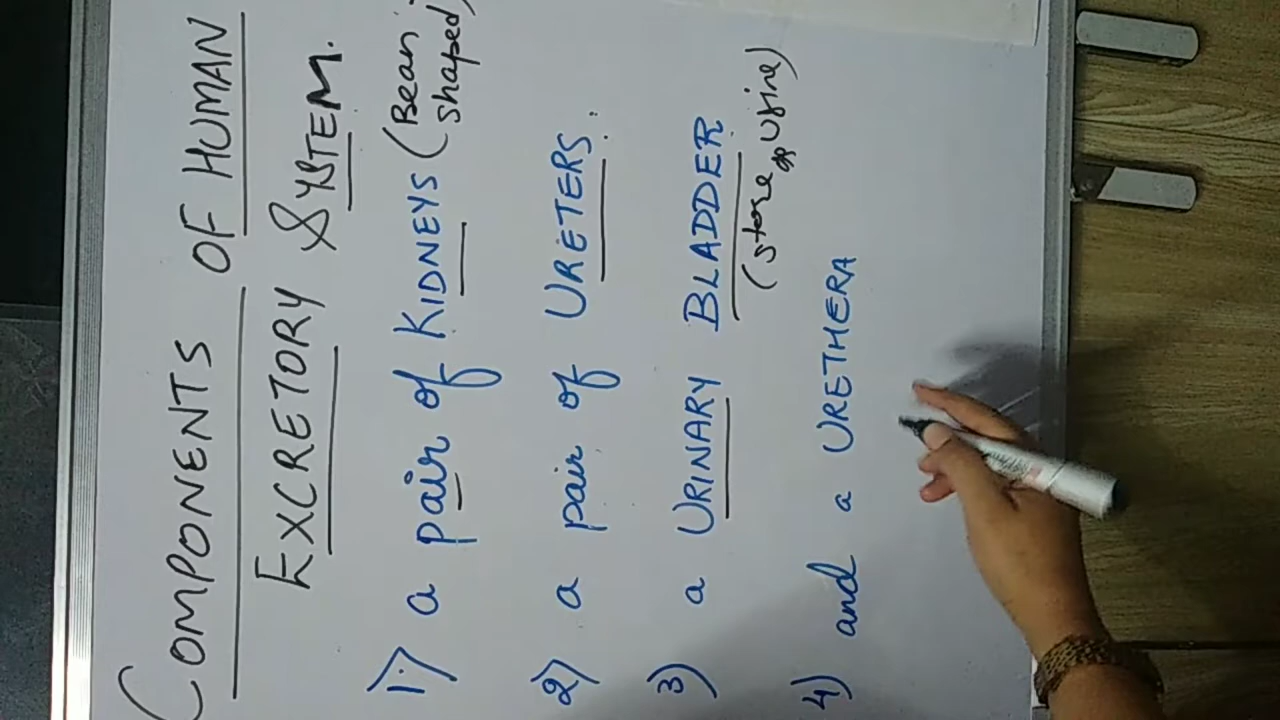 COMPONENTS OF HUMAN
EXCRETORY SYSTEM.
1) a pair of KIDNEYS (Bean-
shaped)
2) a pair of URETERS.
3) a URINARY BLADDER
(store urine)
4) and a URETHERA